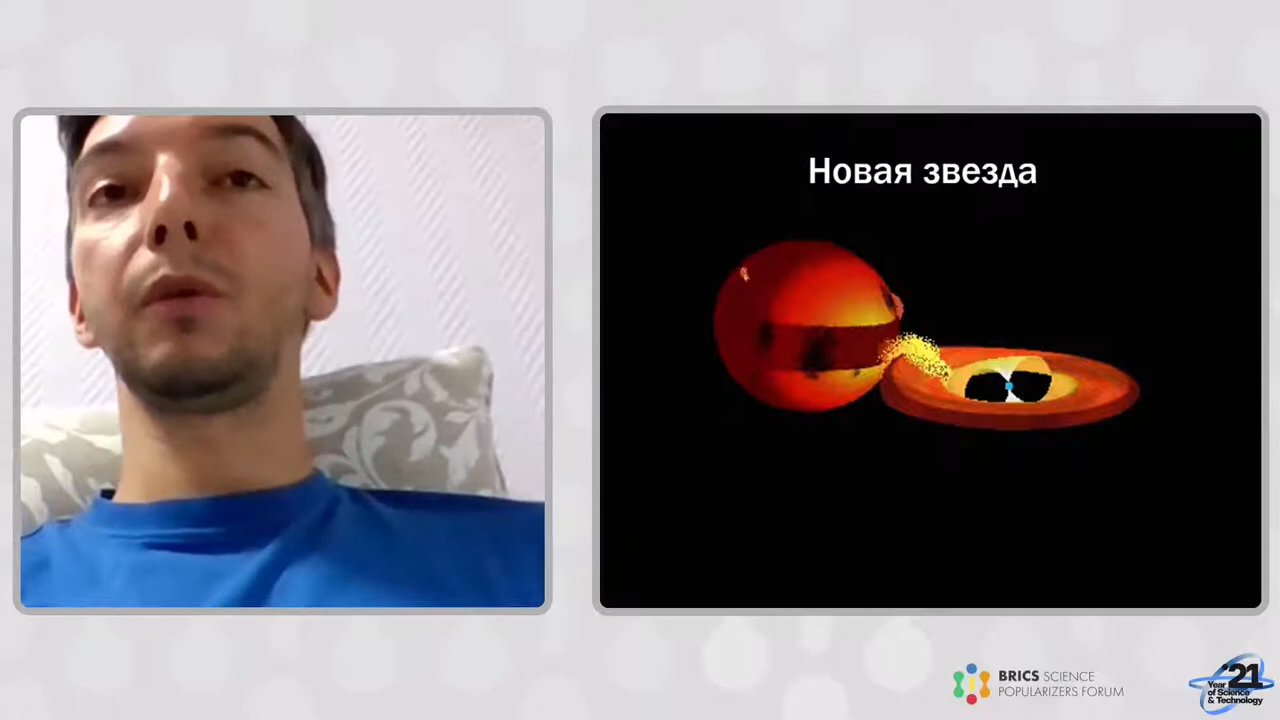 Новая звезда
BRICS SCIENCE
POPULARIZERS FORUM
'21
Year
of Science
& Technology